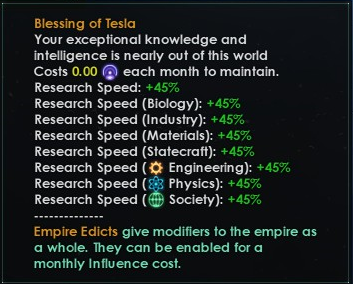 Blessing of Tesla
Your exceptional knowledge and
intelligence is nearly out of this world
Costs 0.00 each month to maintain.
Research Speed: +45%
Research Speed (Biology): +45%
Research Speed (Industry): +45%
Research Speed (Materials): +45%
Research Speed (Statecraft): +45%
Research Speed ( Engineering): +45%
Research Speed ( Physics): +45%
Research Speed ( Society): +45%
--------------
Empire Edicts give modifiers to the empire as
a whole. They can be enabled for a
monthly Influence cost.